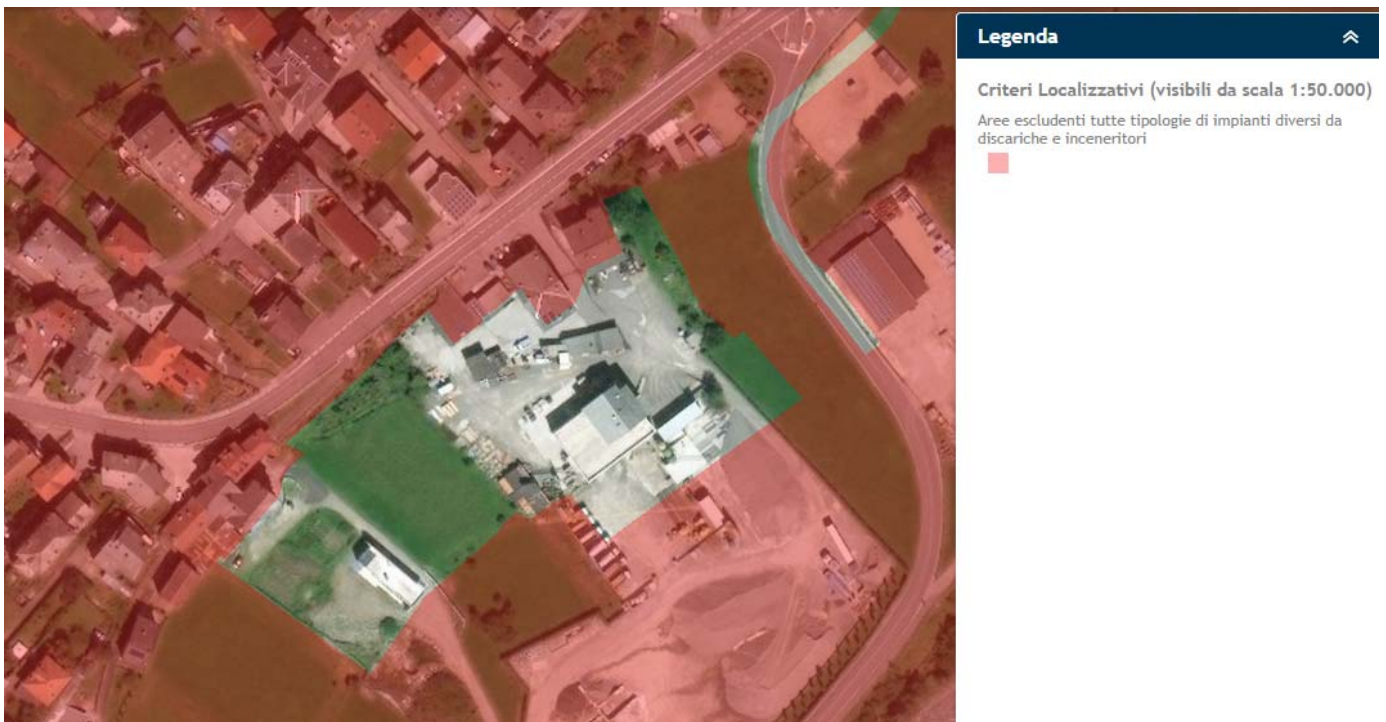 Legenda
Criteri Localizzativi (visibili da scala 1:50.000)
Aree escludenti tutte tipologie di impianti diversi da
discariche e inceneritori